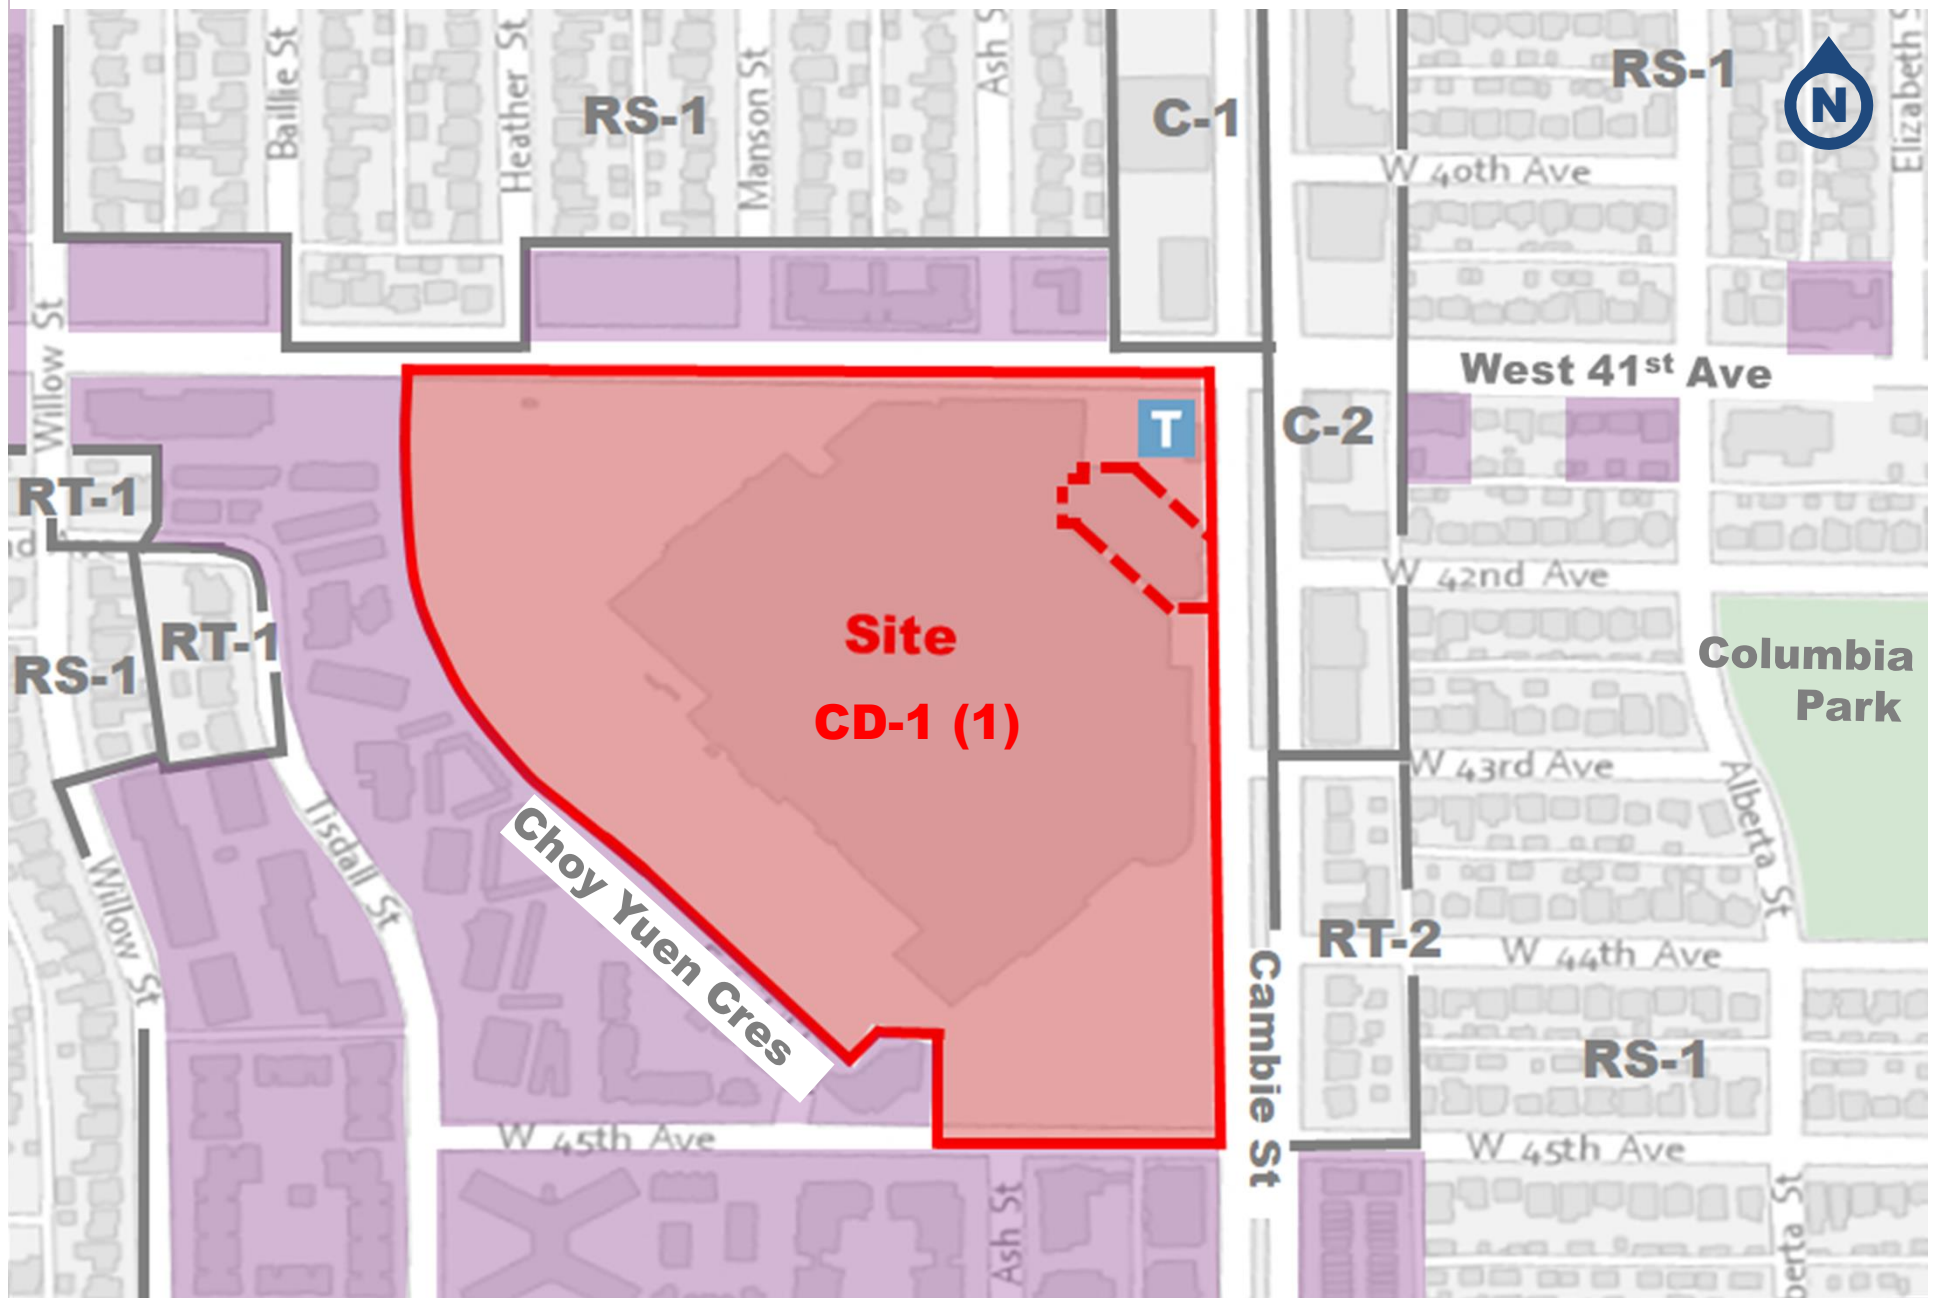 Baillie St
Heather St
RS-1
Manson St
Ash S
C-1
RS-1
N
Elizabeth S
W 40th Ave
Willow St
West 41st Ave
T
C-2
RT-1
nd Ave
W 42nd Ave
RT-1
RS-1
Site
CD-1 (1)
Columbia
Park
W 43rd Ave
Alberta St
Tisdall St
Choy Yuen Cres
Willow St
RT-2
W 44th Ave
Cambie St
RS-1
W 45th Ave
W 45th Ave
Ash St
berta St